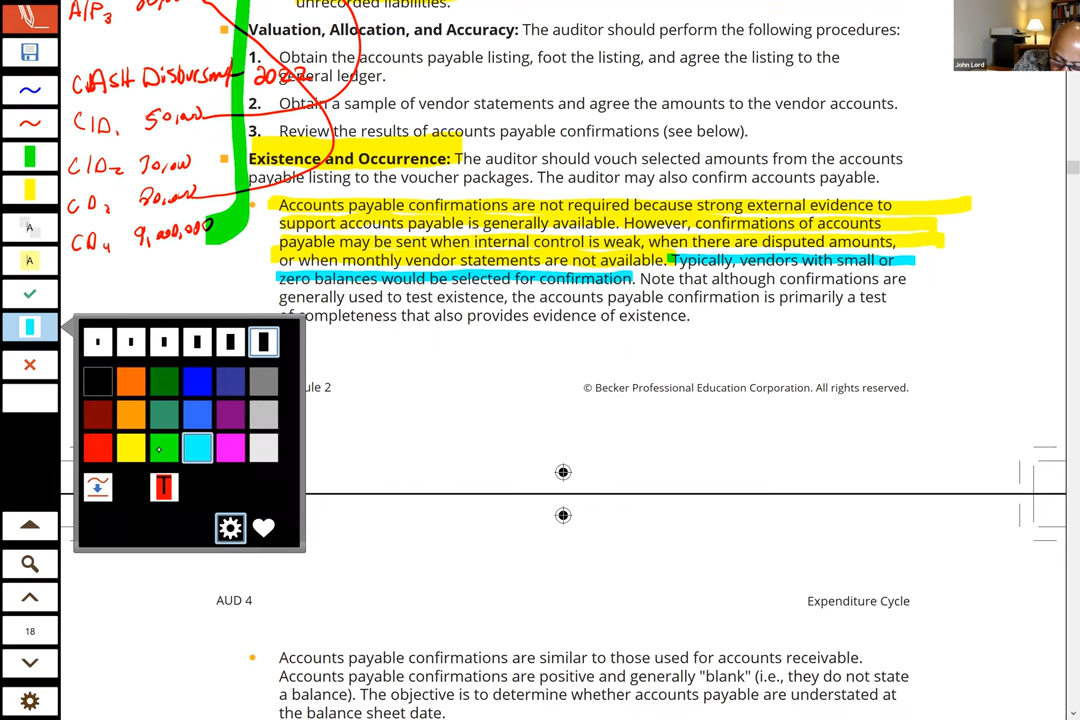 A/P3
unrecorded liabilities.
Valuation, Allocation, and Accuracy: The auditor should perform the following procedures:
1. Obtain the accounts payable listing, foot the listing, and agree the listing to the
general ledger.
CASH Disbursement 2022
2. Obtain a sample of vendor statements and agree the amounts to the vendor accounts.
C/D1 50,000
3. Review the results of accounts payable confirmations (see below).
C/D2 70,000
Existence and Occurrence: The auditor should vouch selected amounts from the accounts
payable listing to the voucher packages. The auditor may also confirm accounts payable.
CD3 80,000
Accounts payable confirmations are not required because strong external evidence to
support accounts payable is generally available. However, confirmations of accounts
CD4 9,000,000
payable may be sent when internal control is weak, when there are disputed amounts,
or when monthly vendor statements are not available. Typically, vendors with small or
zero balances would be selected for confirmation. Note that although confirmations are
generally used to test existence, the accounts payable confirmation is primarily a test
of completeness that also provides evidence of existence.
ule 2
© Becker Professional Education Corporation. All rights reserved.
AUD 4
Expenditure Cycle
Accounts payable confirmations are similar to those used for accounts receivable.
Accounts payable confirmations are positive and generally "blank" (i.e., they do not state
a balance). The objective is to determine whether accounts payable are understated at
the balance sheet date.
John Lord
A
A
T
18